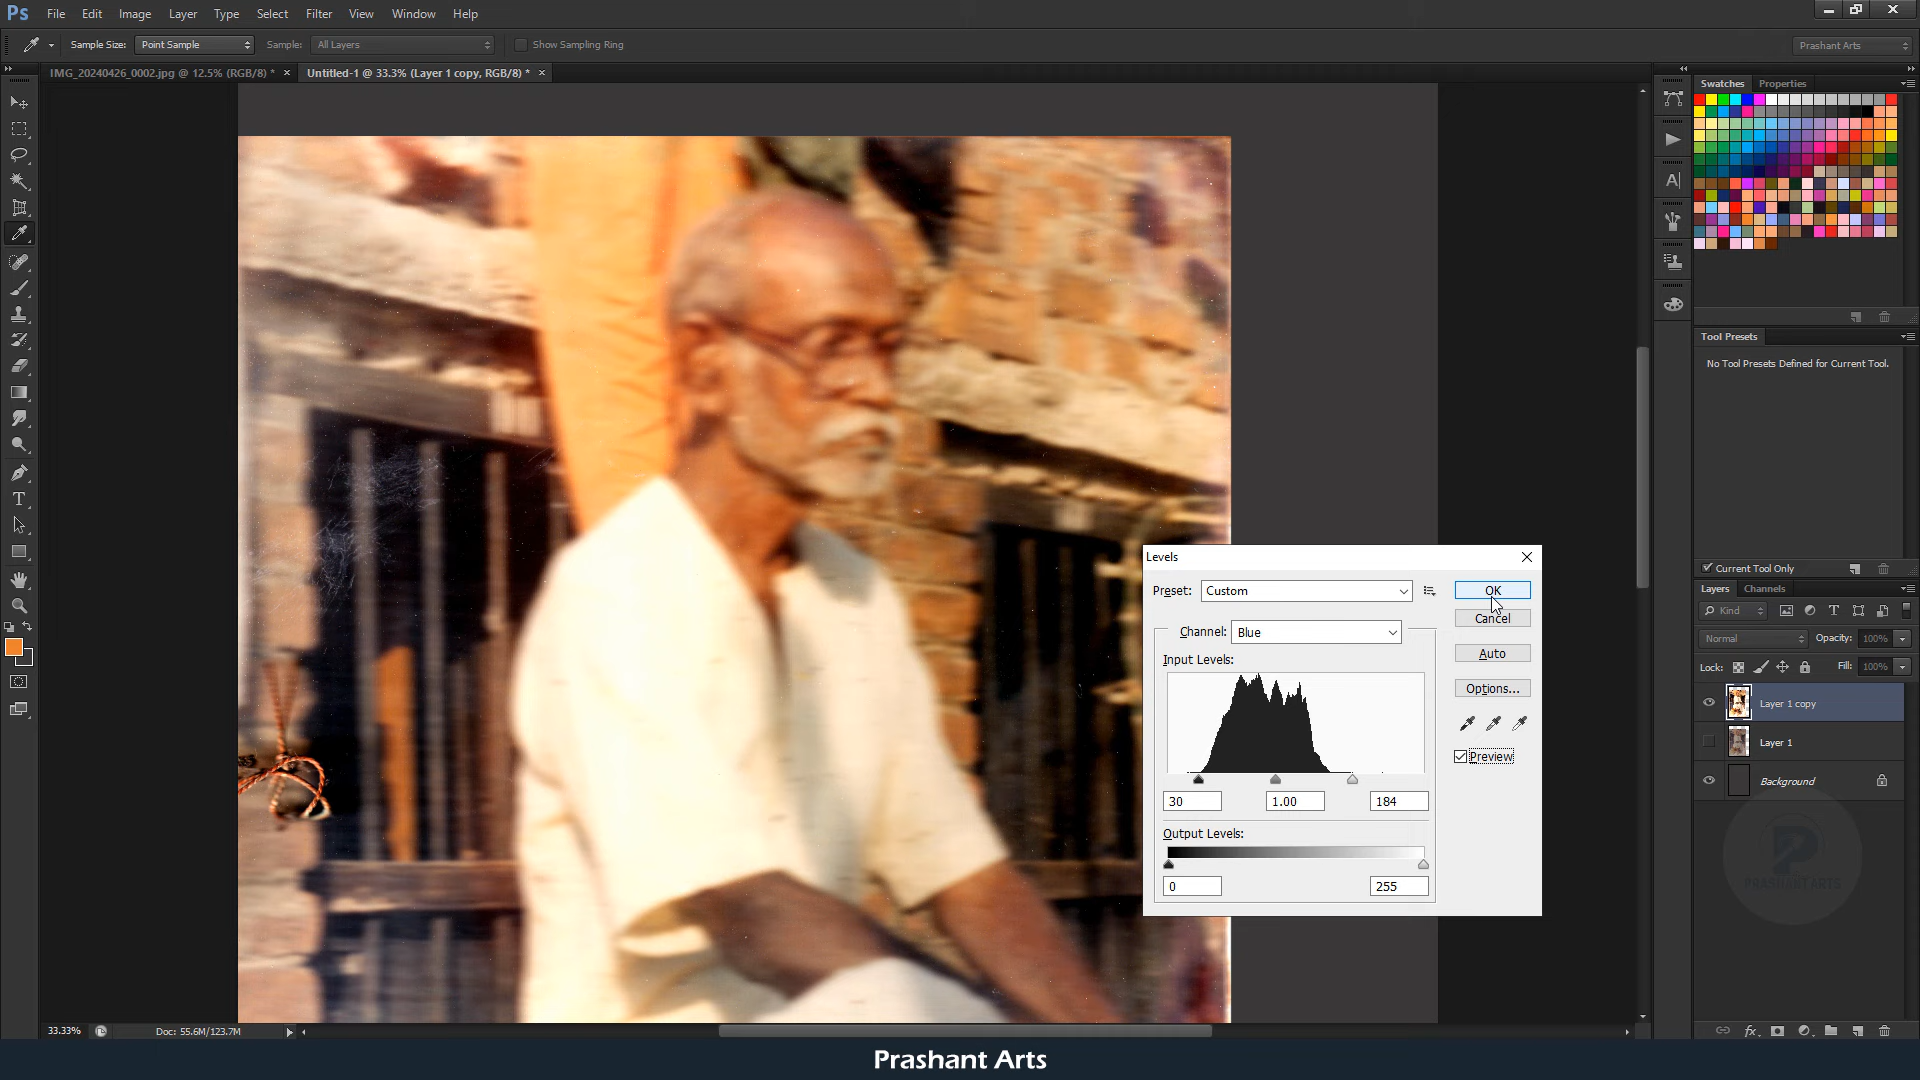 Ps File Edit Image Layer Type Select Filter View Window Help
Sample Size: Point Sample Sample: All Layers Show Sampling Ring Prashant Arts
IMG_20240426_0002.jpg @ 12.5% (RGB/8) * × Untitled-1 @ 33.3% (Layer 1 copy, RGB/8) * ×
Swatches Properties
Tool Presets
No Tool Presets Defined for Current Tool.
Current Tool Only
Layers Channels
Kind
Normal Opacity: 100%
Lock: Fill: 100%
Layer 1 copy
Layer 1
Background
PRASHANT ARTS
Levels
Preset: Custom OK
Cancel
Channel: Blue
Auto
Input Levels:
Options...
Preview
30 1.00 184
Output Levels:
0 255
33.33% Doc: 55.6M/123.7M
Prashant Arts